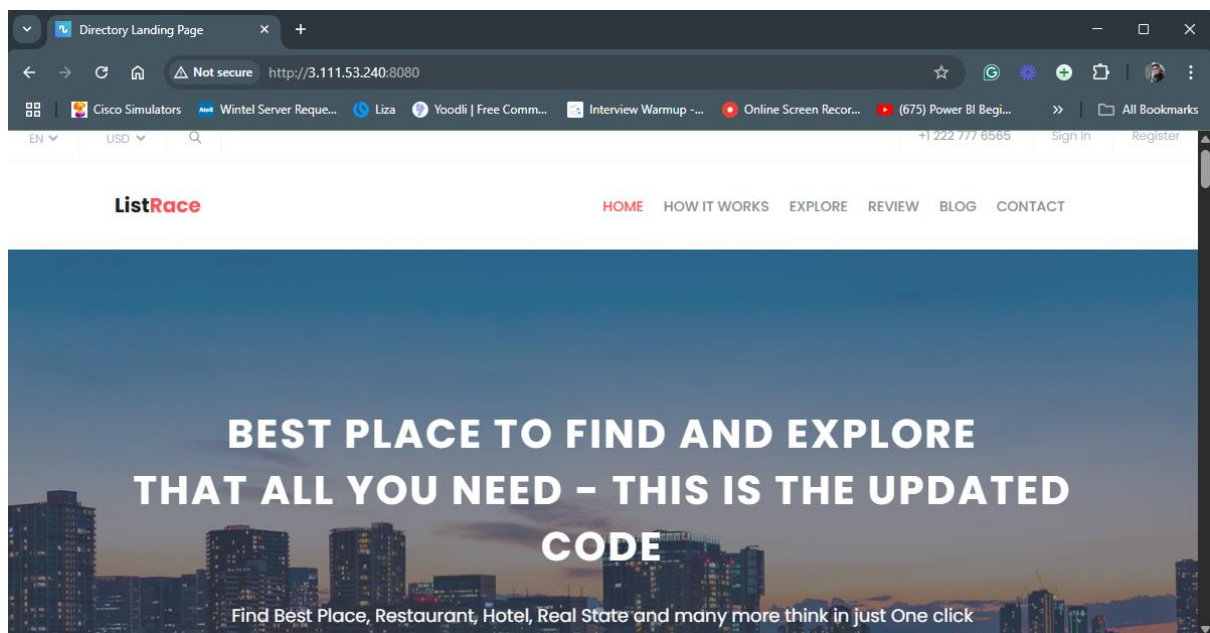 Directory Landing Page
Not secure http://3.111.53.240:8080
Cisco Simulators Wintel Server Reque... Liza Yoodli | Free Comm... Interview Warmup -... Online Screen Recor... (675) Power BI Begi... » All Bookmarks
EN USD +1 222 777 6565 Sign In Register
ListRace HOME HOW IT WORKS EXPLORE REVIEW BLOG CONTACT
BEST PLACE TO FIND AND EXPLORE
THAT ALL YOU NEED - THIS IS THE UPDATED
CODE
Find Best Place, Restaurant, Hotel, Real State and many more think in just One click